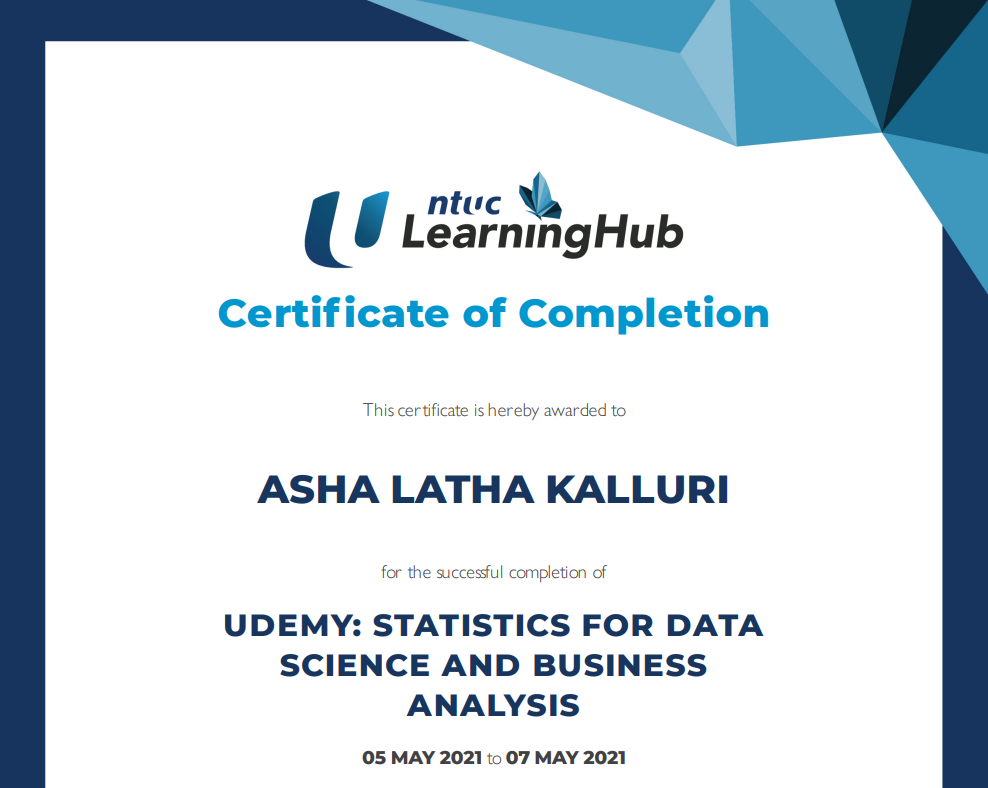 ntuc
LearningHub
Certificate of Completion
This certificate is hereby awarded to
ASHA LATHA KALLURI
for the successful completion of
UDEMY: STATISTICS FOR DATA
SCIENCE AND BUSINESS
ANALYSIS
05 MAY 2021 to 07 MAY 2021